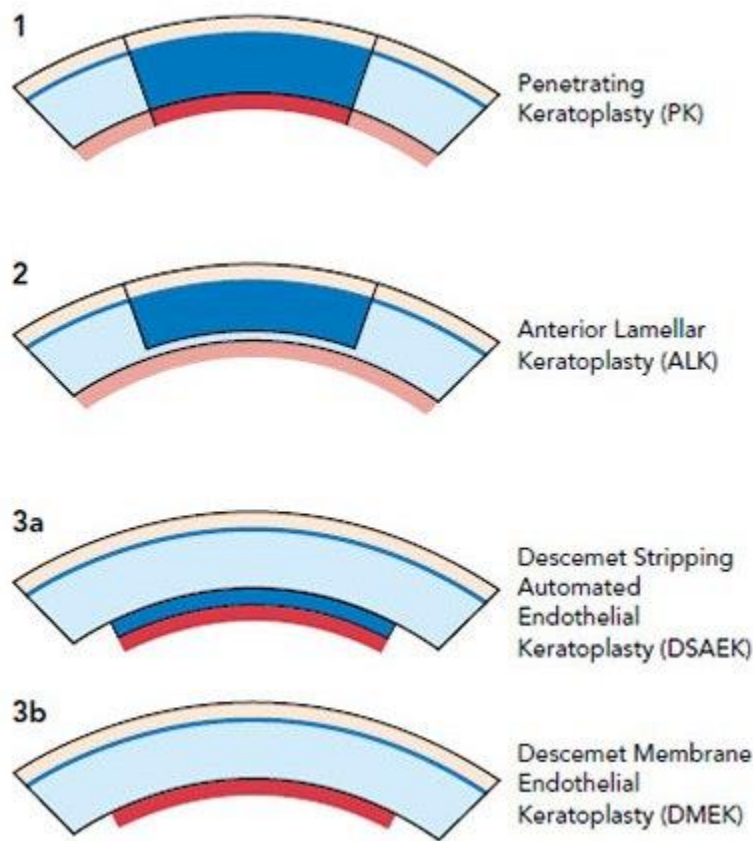 1
Penetrating
Keratoplasty (PK)
2
Anterior Lamellar
Keratoplasty (ALK)
3a
Descemet Stripping
Automated
Endothelial
Keratoplasty (DSAEK)
3b
Descemet Membrane
Endothelial
Keratoplasty (DMEK)